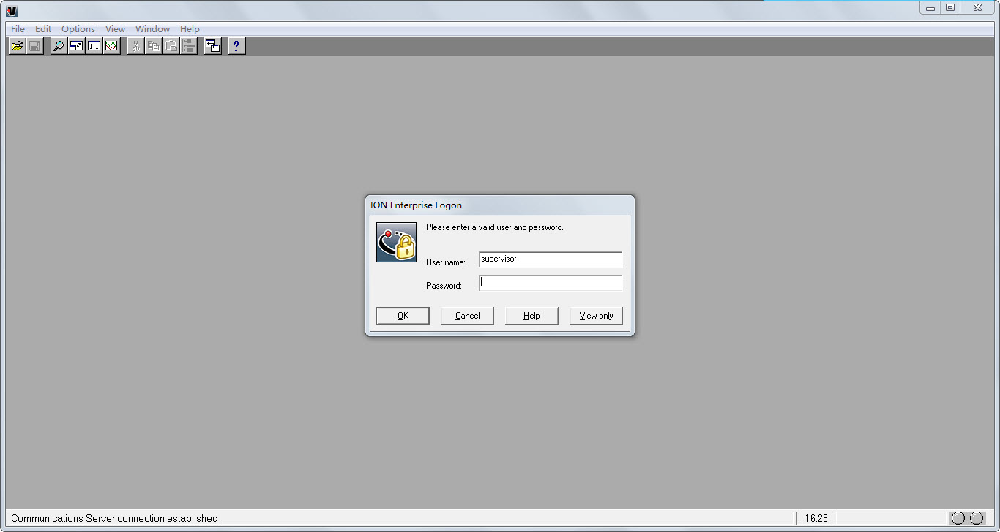 File Edit Options View Window Help
1:1 ?
ION Enterprise Logon
Please enter a valid user and password.
User name: supervisor
Password:
OK Cancel Help View only
Communications Server connection established 16:28